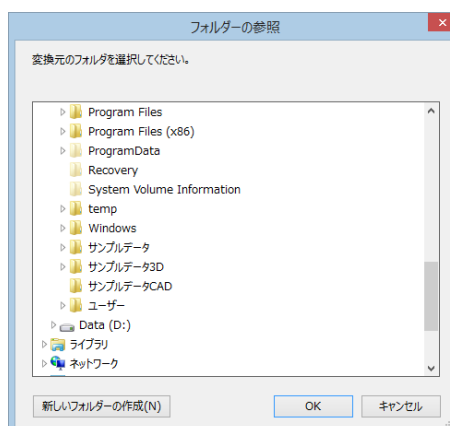 フォルダーの参照
変換元のフォルダを選択してください。
Program Files
Program Files (x86)
ProgramData
Recovery
System Volume Information
temp
Windows
サンプルデータ
サンプルデータ3D
サンプルデータCAD
ユーザー
Data (D:)
ライブラリ
ネットワーク
新しいフォルダーの作成(N)
OK
キャンセル